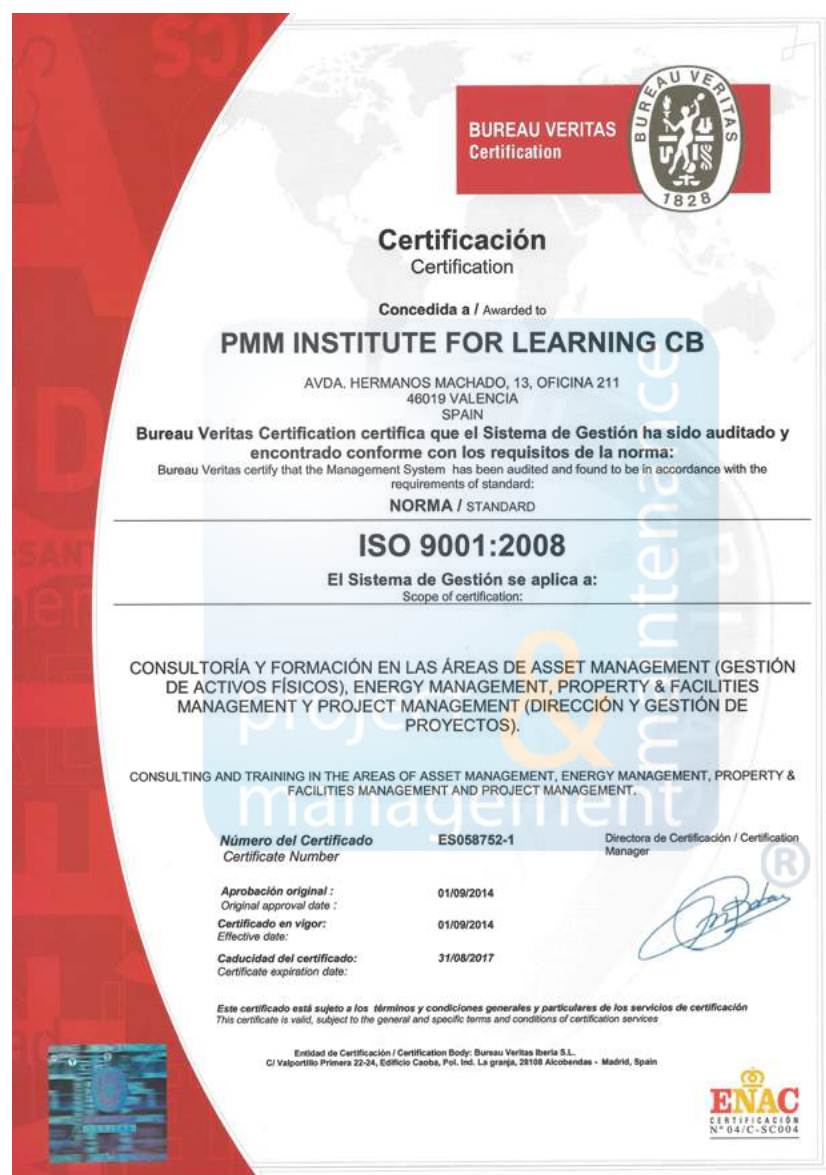 BUREAU VERITAS
Certification
BUREAU VERITAS
1828
Certificación
Certification
Concedida a / Awarded to
PMM INSTITUTE FOR LEARNING CB
AVDA. HERMANOS MACHADO, 13, OFICINA 211
46019 VALENCIA
SPAIN
Bureau Veritas Certification certifica que el Sistema de Gestión ha sido auditado y
encontrado conforme con los requisitos de la norma:
Bureau Veritas certify that the Management System has been audited and found to be in accordance with the
requirements of standard:
NORMA / STANDARD
ISO 9001:2008
El Sistema de Gestión se aplica a:
Scope of certification:
CONSULTORÍA Y FORMACIÓN EN LAS ÁREAS DE ASSET MANAGEMENT (GESTIÓN
DE ACTIVOS FÍSICOS), ENERGY MANAGEMENT, PROPERTY & FACILITIES
MANAGEMENT Y PROJECT MANAGEMENT (DIRECCIÓN Y GESTIÓN DE
PROYECTOS).
CONSULTING AND TRAINING IN THE AREAS OF ASSET MANAGEMENT, ENERGY MANAGEMENT, PROPERTY &
FACILITIES MANAGEMENT AND PROJECT MANAGEMENT.
project & management
maintenance
®
Número del Certificado ES058752-1
Certificate Number
Directora de Certificación / Certification
Manager
Aprobación original : 01/09/2014
Original approval date :
Certificado en vigor: 01/09/2014
Effective date:
Caducidad del certificado: 31/08/2017
Certificate expiration date:
Este certificado está sujeto a los términos y condiciones generales y particulares de los servicios de certificación
This certificate is valid, subject to the general and specific terms and conditions of certification services
Entidad de Certificación / Certification Body: Bureau Veritas Iberia S.L.
C/ Valportillo Primera 22-24, Edificio Caoba, Pol. Ind. La granja, 28108 Alcobendas - Madrid, Spain
ENAC
CERTIFICACIÓN
Nº 04/C-SC004